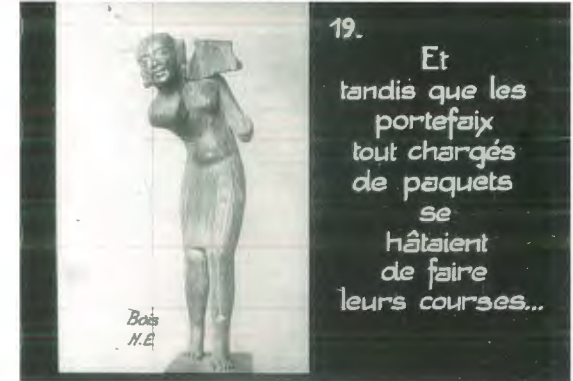 19.
Et
tandis que les
portefaix
tout chargés
de paquets
se
hâtaient
de faire
leurs courses...
Bois
N.E.